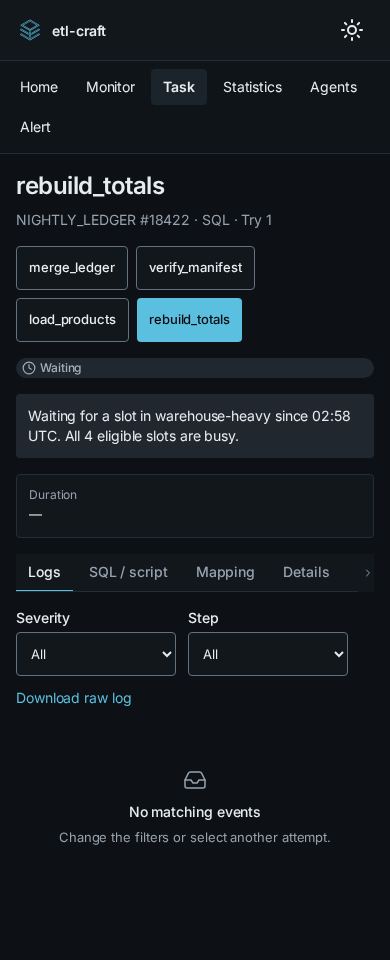 etl-craft
Home Monitor Task Statistics Agents
Alert
rebuild_totals
NIGHTLY_LEDGER #18422 · SQL · Try 1
merge_ledger verify_manifest
load_products rebuild_totals
Waiting
Waiting for a slot in warehouse-heavy since 02:58
UTC. All 4 eligible slots are busy.
Duration
—
Logs SQL / script Mapping Details
Severity Step
All All
Download raw log
No matching events
Change the filters or select another attempt.